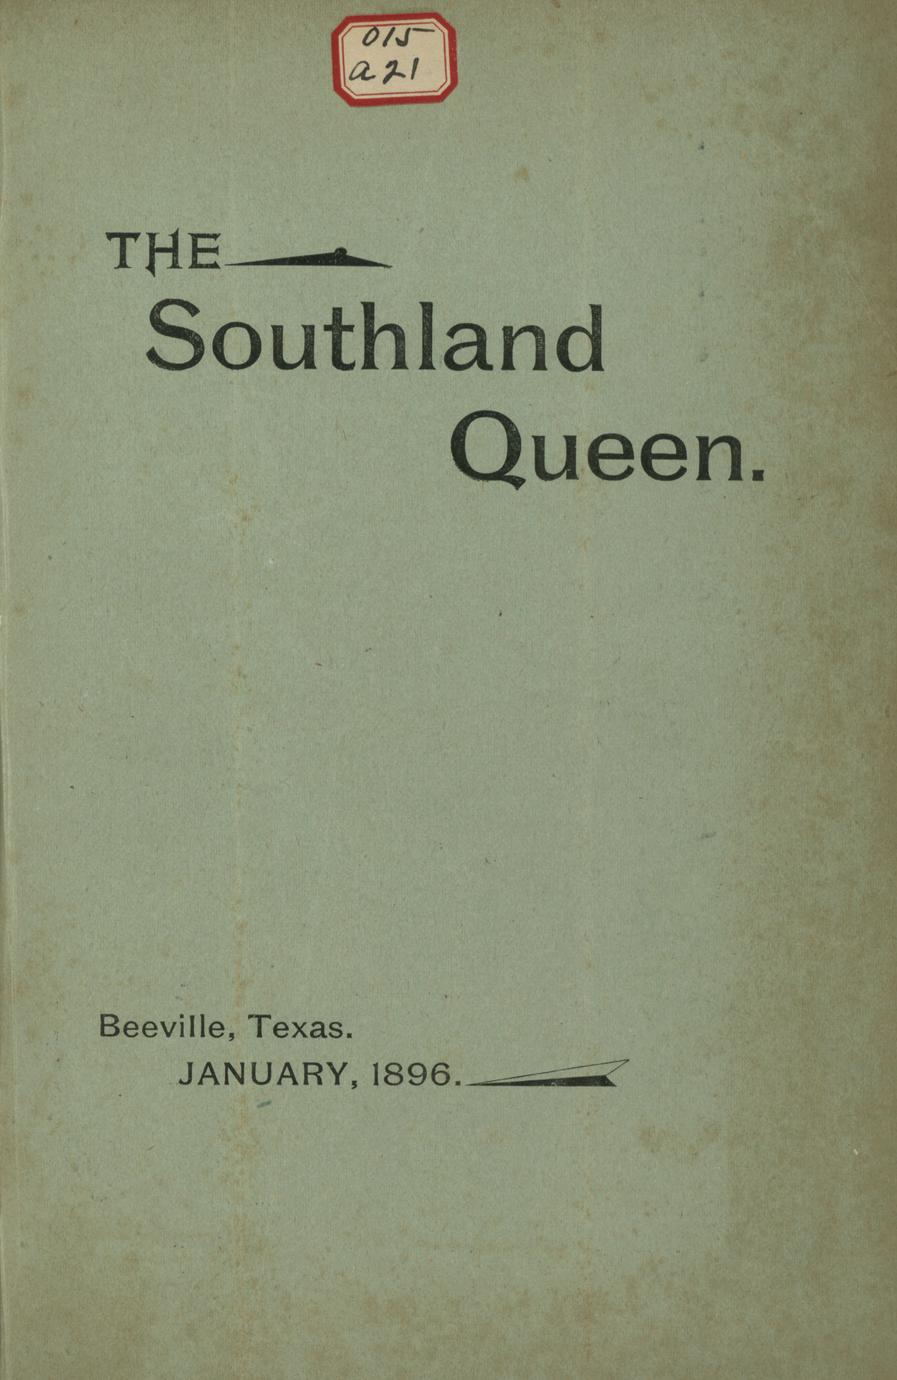 015
a21
THE
Southland
Queen.
Beeville, Texas.
JANUARY, 1896.